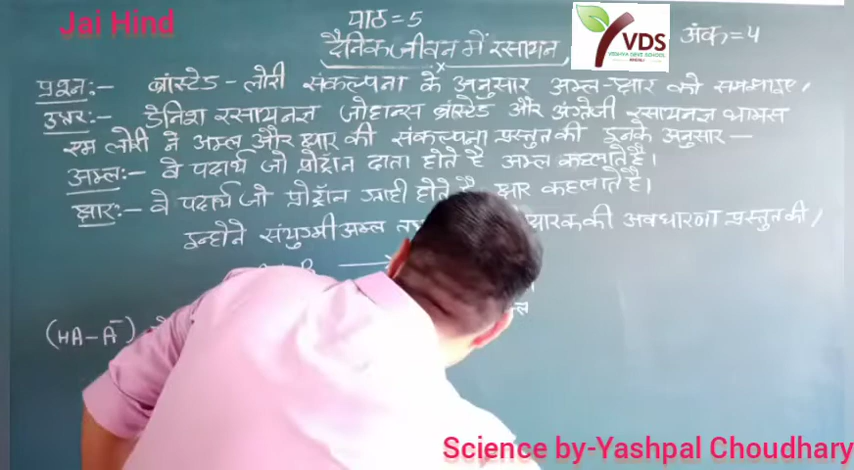 Jai Hind
पाठ=5
दैनिक जीवन में रसायन
VDS
अंक=4
प्रश्न:- ब्रांस्टेड-लोरी संकल्पना के अनुसार अम्ल-क्षार को समझाइए/
उत्तर:- डेनिश रसायनज्ञ जोहान्स ब्रांस्टेड और अंग्रेजी रसायनज्ञ थामस
एम लोरी ने अम्ल और क्षार की संकल्पना प्रस्तुत की इनके अनुसार —
अम्ल:- वे पदार्थ जो प्रोट्रॉन दाता होते है अम्ल कहलाते है।
क्षार:- वे पदार्थ जो प्रोट्रॉन ग्राही होते है क्षार कहलाते है।
इन्होने संयुग्मी अम्ल क्षारक की अवधारणा प्रस्तुत की/
(HA-A⁻)
Science by-Yashpal Choudhary